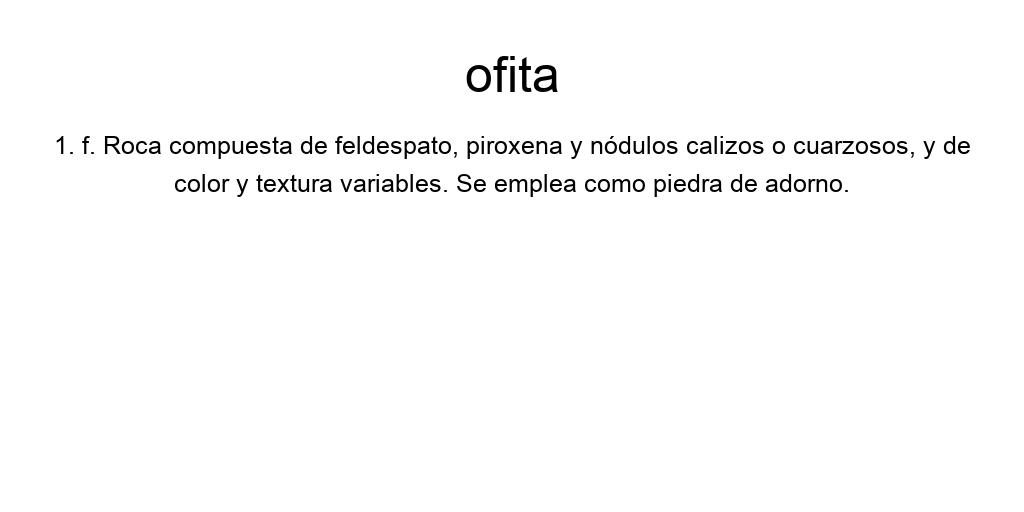 ofita
1. f. Roca compuesta de feldespato, piroxena y nódulos calizos o cuarzosos, y de
color y textura variables. Se emplea como piedra de adorno.